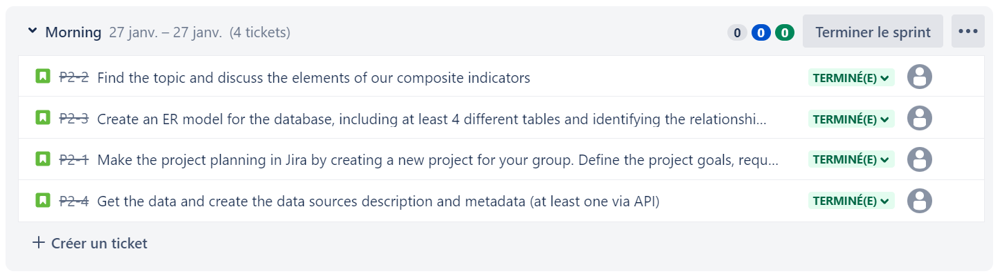 Morning 27 janv. – 27 janv. (4 tickets) 0 0 0 Terminer le sprint
P2-2 Find the topic and discuss the elements of our composite indicators TERMINÉ(E)
P2-3 Create an ER model for the database, including at least 4 different tables and identifying the relationshi... TERMINÉ(E)
P2-1 Make the project planning in Jira by creating a new project for your group. Define the project goals, requ... TERMINÉ(E)
P2-4 Get the data and create the data sources description and metadata (at least one via API) TERMINÉ(E)
+ Créer un ticket